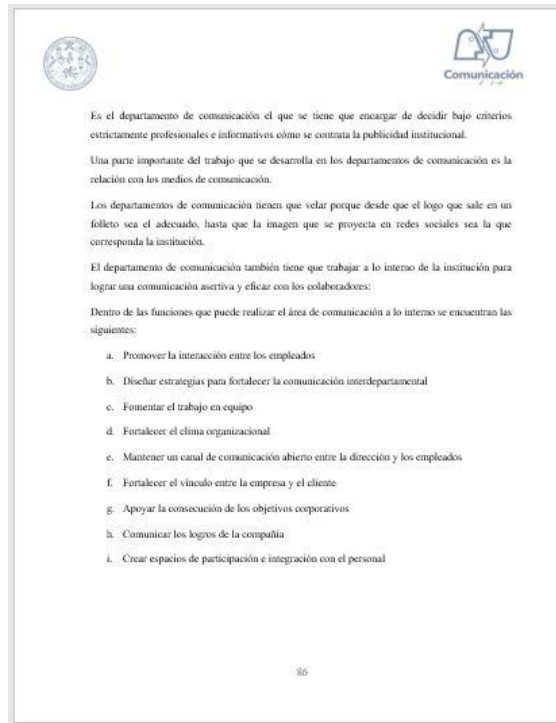 Comunicación
Es el departamento de comunicación el que se tiene que encargar de decidir bajo criterios
estrictamente profesionales e informativos cómo se contrata la publicidad institucional.
Una parte importante del trabajo que se desarrolla en los departamentos de comunicación es la
relación con los medios de comunicación.
Los departamentos de comunicación tienen que velar porque desde que el logo que sale en un
folleto sea el adecuado, hasta que la imagen que se proyecta en redes sociales sea la que
corresponda la institución.
El departamento de comunicación también tiene que trabajar a lo interno de la institución para
lograr una comunicación asertiva y eficaz con los colaboradores:
Dentro de las funciones que puede realizar el área de comunicación a lo interno se encuentran las
siguientes:
a. Promover la interacción entre los empleados
b. Diseñar estrategias para fortalecer la comunicación interdepartamental
c. Fomentar el trabajo en equipo
d. Fortalecer el clima organizacional
e. Mantener un canal de comunicación abierto entre la dirección y los empleados
f. Fortalecer el vínculo entre la empresa y el cliente
g. Apoyar la consecución de los objetivos corporativos
h. Comunicar los logros de la compañía
i. Crear espacios de participación e integración con el personal
86